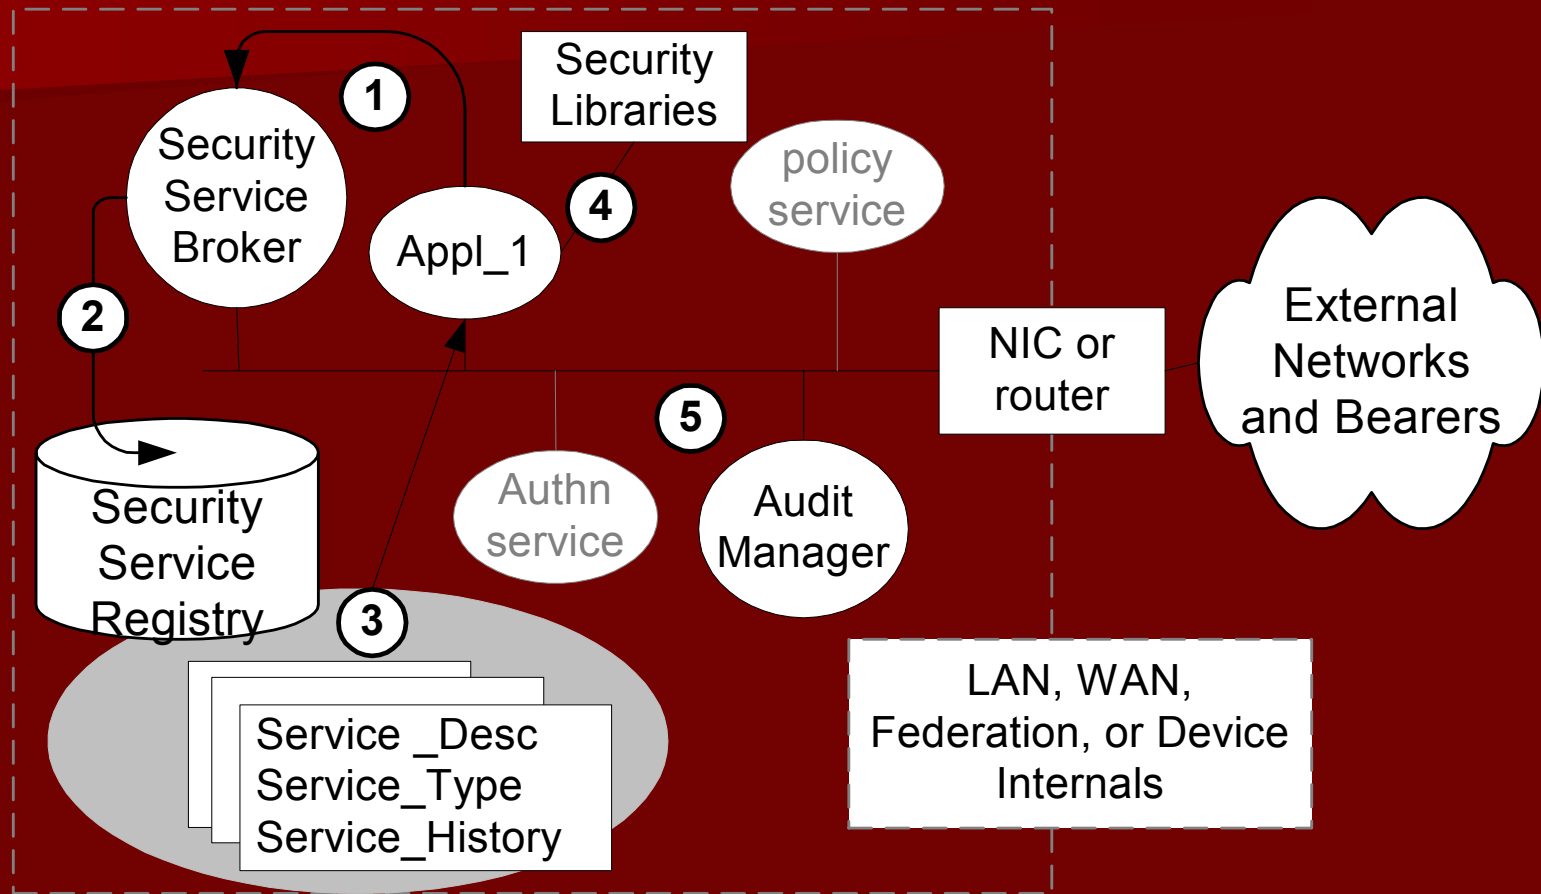 1
Security
Libraries
Security
Service
Broker
policy
service
4
Appl_1
2
External
Networks
and Bearers
NIC or
router
5
Security
Service
Registry
Authn
service
Audit
Manager
3
Service _Desc
Service_Type
Service_History
LAN, WAN,
Federation, or Device
Internals